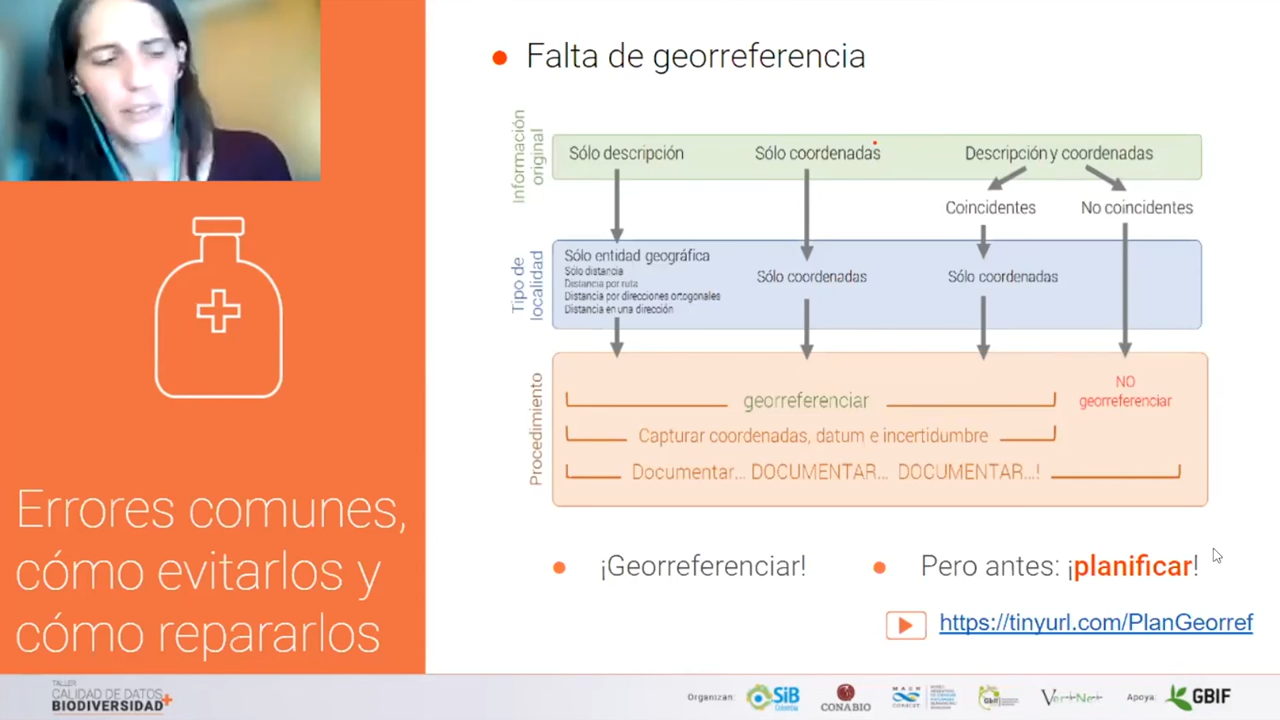 Falta de georreferencia
Información
original
Sólo descripción
Sólo coordenadas
Descripción y coordenadas
Coincidentes
No coincidentes
Tipo de
localidad
Sólo entidad geográfica
Sólo distancia
Distancia por ruta
Distancia por direcciones ortogonales
Distancia en una dirección
Sólo coordenadas
Sólo coordenadas
Procedimiento
georreferenciar
NO
georreferenciar
Capturar coordenadas, datum e incertidumbre
Documentar... DOCUMENTAR... DOCUMENTAR...!
Errores comunes,
cómo evitarlos y
cómo repararlos
¡Georreferenciar!
Pero antes: ¡planificar!
https://tinyurl.com/PlanGeorref
TALLER
CALIDAD DE DATOS
BIODIVERSIDAD
Organizan:
SiB
Colombia
CONABIO
MACN
CONICET
VertNet
Apoya:
GBIF